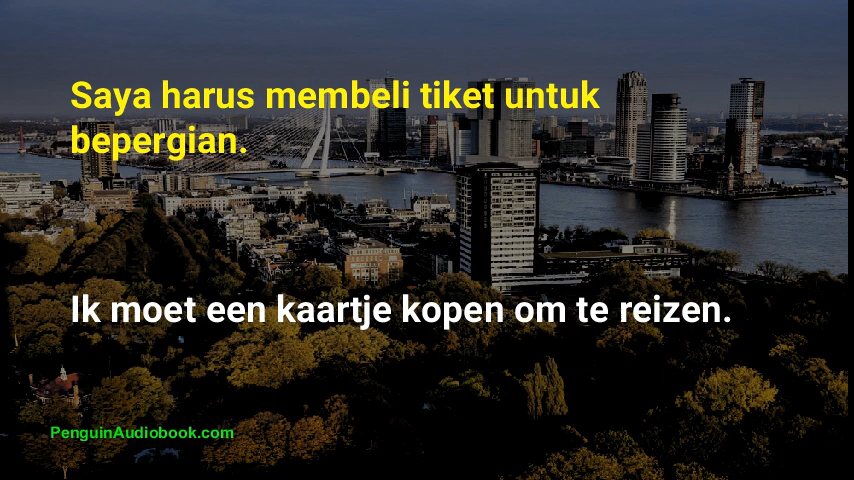 Saya harus membeli tiket untuk
bepergian.
Ik moet een kaartje kopen om te reizen.
PenguinAudiobook.com